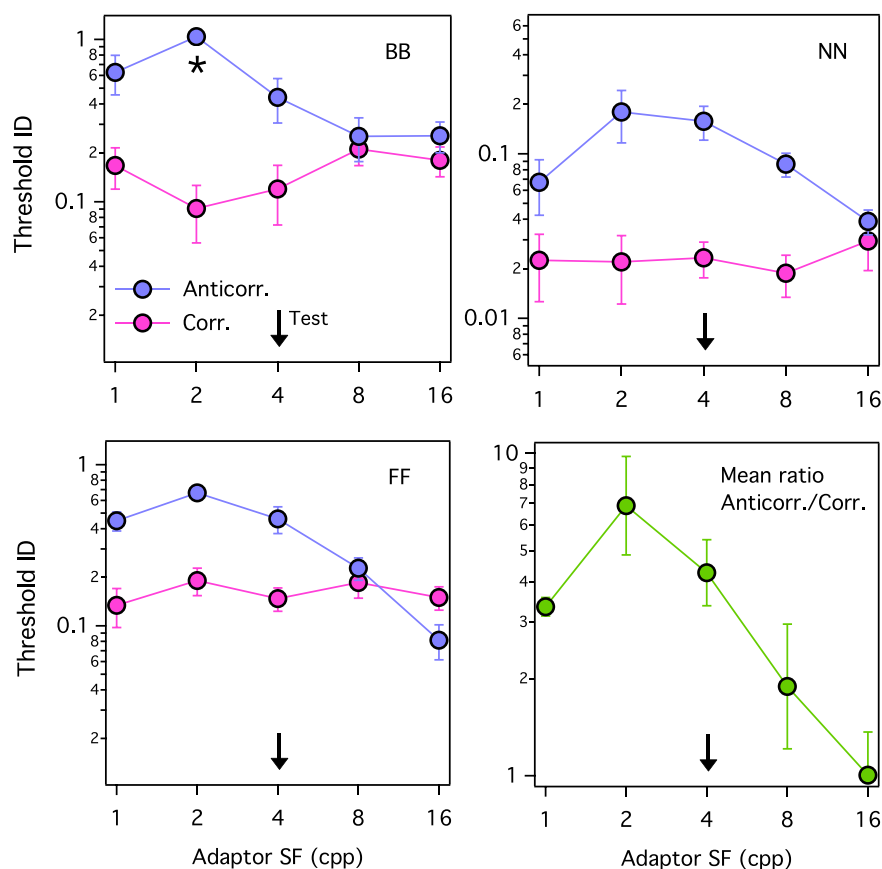 BB
1
8
6
4
2
0.1
8
6
4
2
Threshold ID
Anticorr.
Corr.
Test
1 2 4 8 16
NN
6
4
2
0.1
8
6
4
2
0.01
8
6
1 2 4 8 16
FF
1
8
6
4
2
0.1
8
6
4
2
Threshold ID
1 2 4 8 16
Adaptor SF (cpp)
Mean ratio
Anticorr./Corr.
10
9
8
7
6
5
4
3
2
1
1 2 4 8 16
Adaptor SF (cpp)